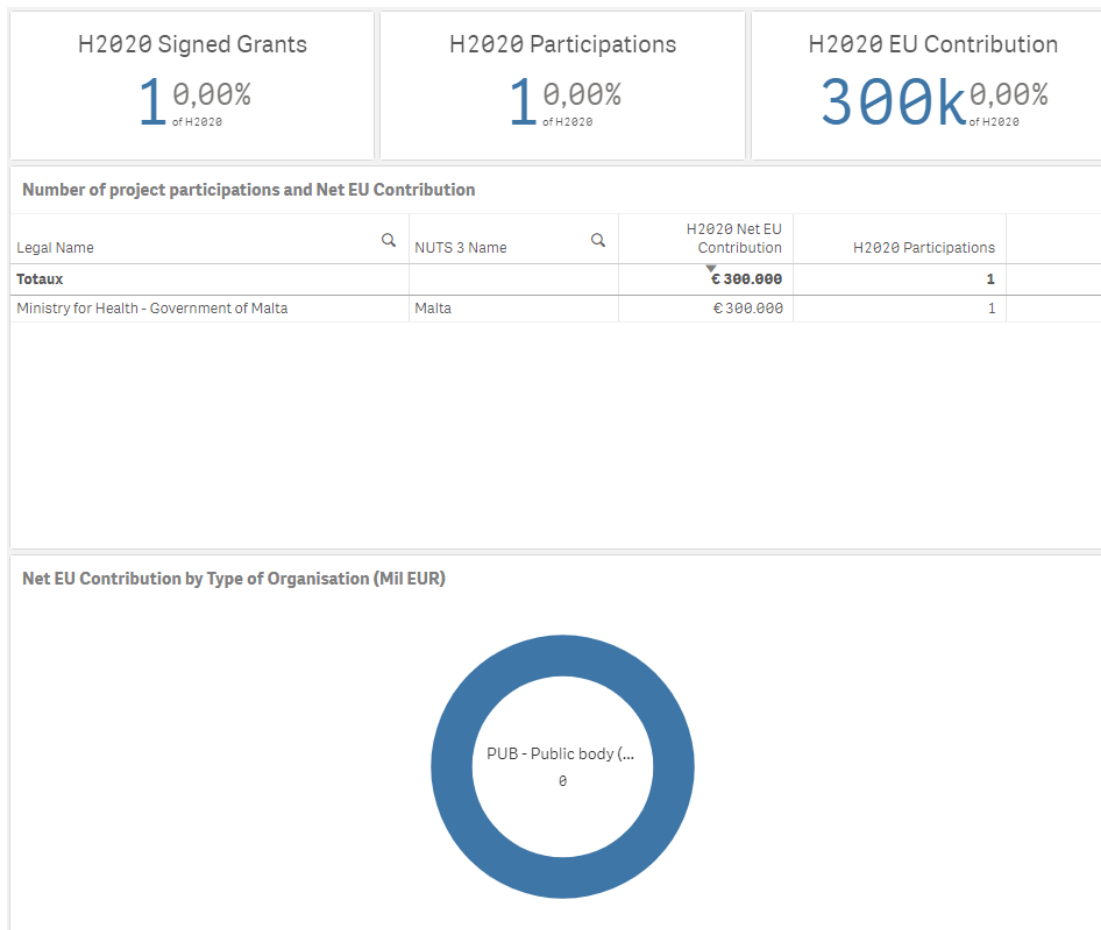 H2020 Signed Grants
1 0,00%
of H2020
H2020 Participations
1 0,00%
of H2020
H2020 EU Contribution
300k 0,00%
of H2020
Number of project participations and Net EU Contribution
Legal Name
NUTS 3 Name
H2020 Net EU
Contribution
H2020 Participations
Totaux € 300.000 1
Ministry for Health - Government of Malta Malta € 300.000 1
Net EU Contribution by Type of Organisation (Mil EUR)
PUB - Public body (...
0